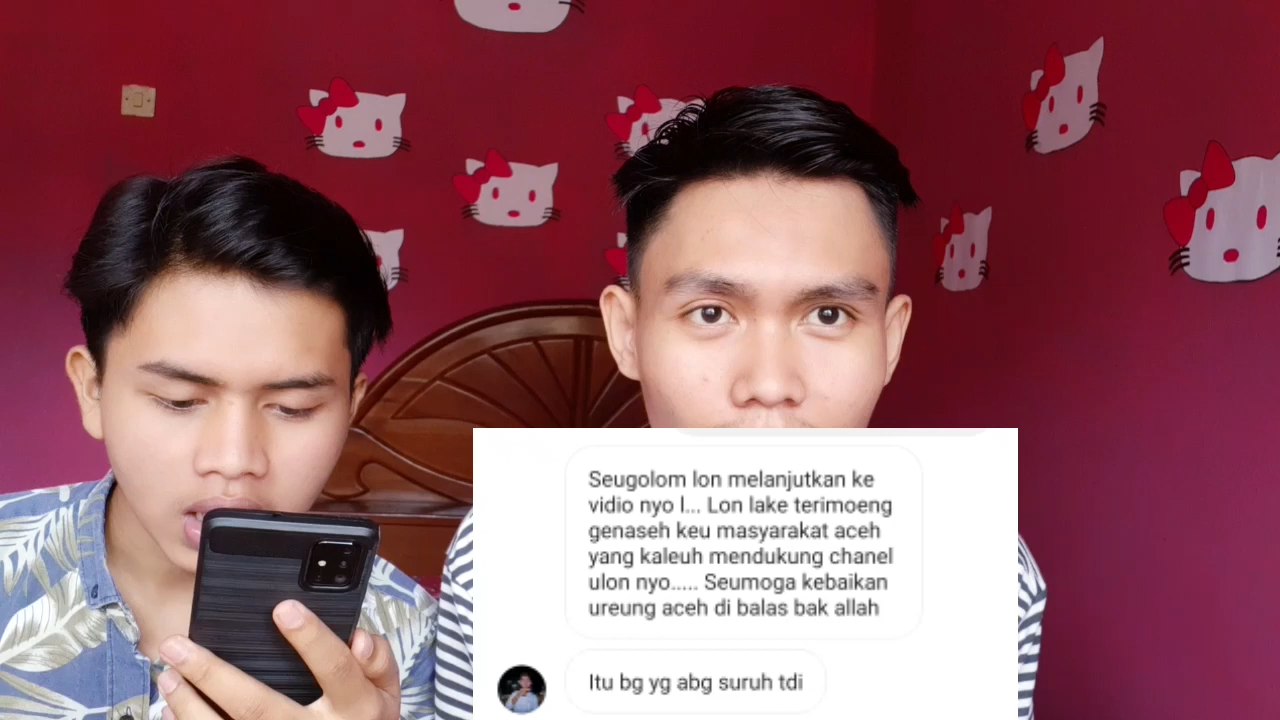 Seugolom lon melanjutkan ke
vidio nyo l... Lon lake terimoeng
genaseh keu masyarakat aceh
yang kaleuh mendukung chanel
ulon nyo..... Seumoga kebaikan
ureung aceh di balas bak allah
Itu bg yg abg suruh tdi